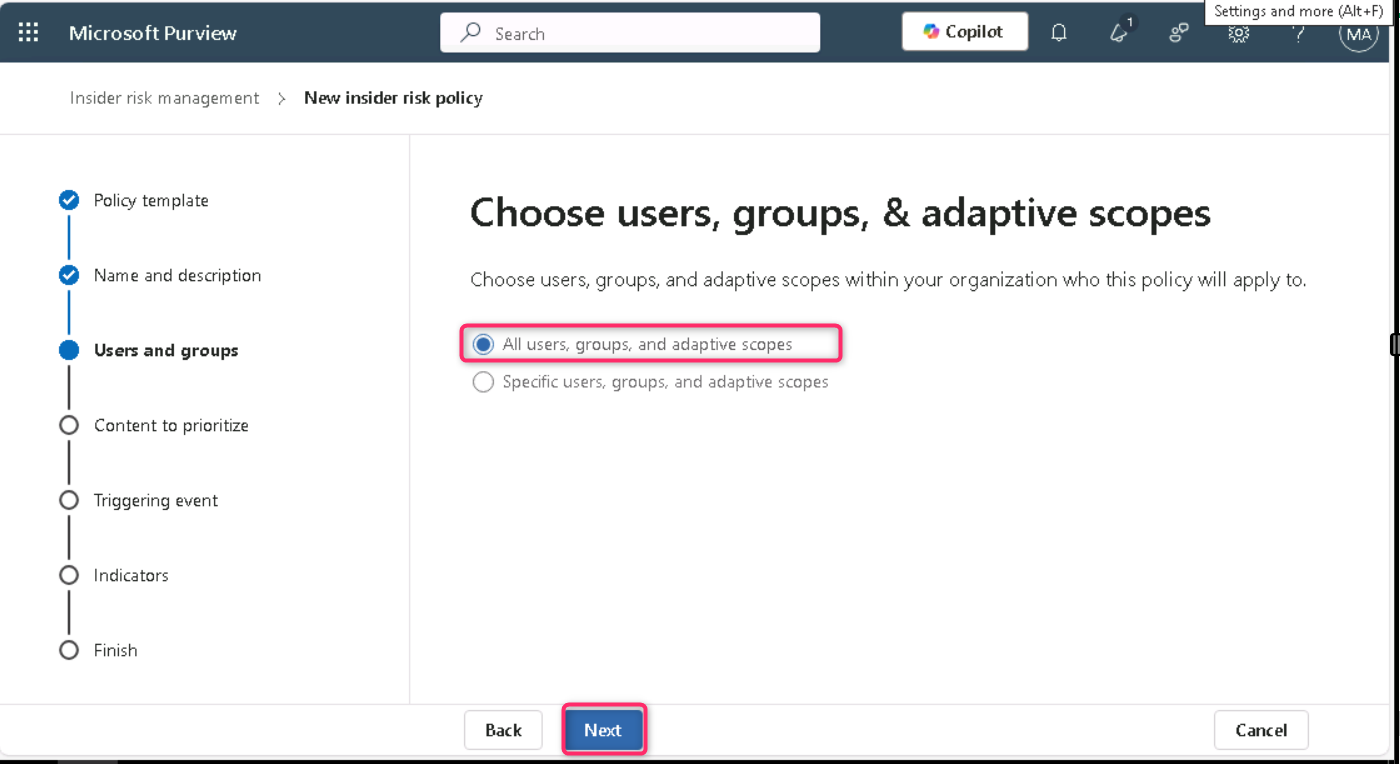 Settings and more (Alt+F)
Microsoft Purview
Search
Copilot
1
?
MA
Insider risk management > New insider risk policy
Policy template
Name and description
Users and groups
Content to prioritize
Triggering event
Indicators
Finish
Choose users, groups, & adaptive scopes
Choose users, groups, and adaptive scopes within your organization who this policy will apply to.
All users, groups, and adaptive scopes
Specific users, groups, and adaptive scopes
Back
Next
Cancel